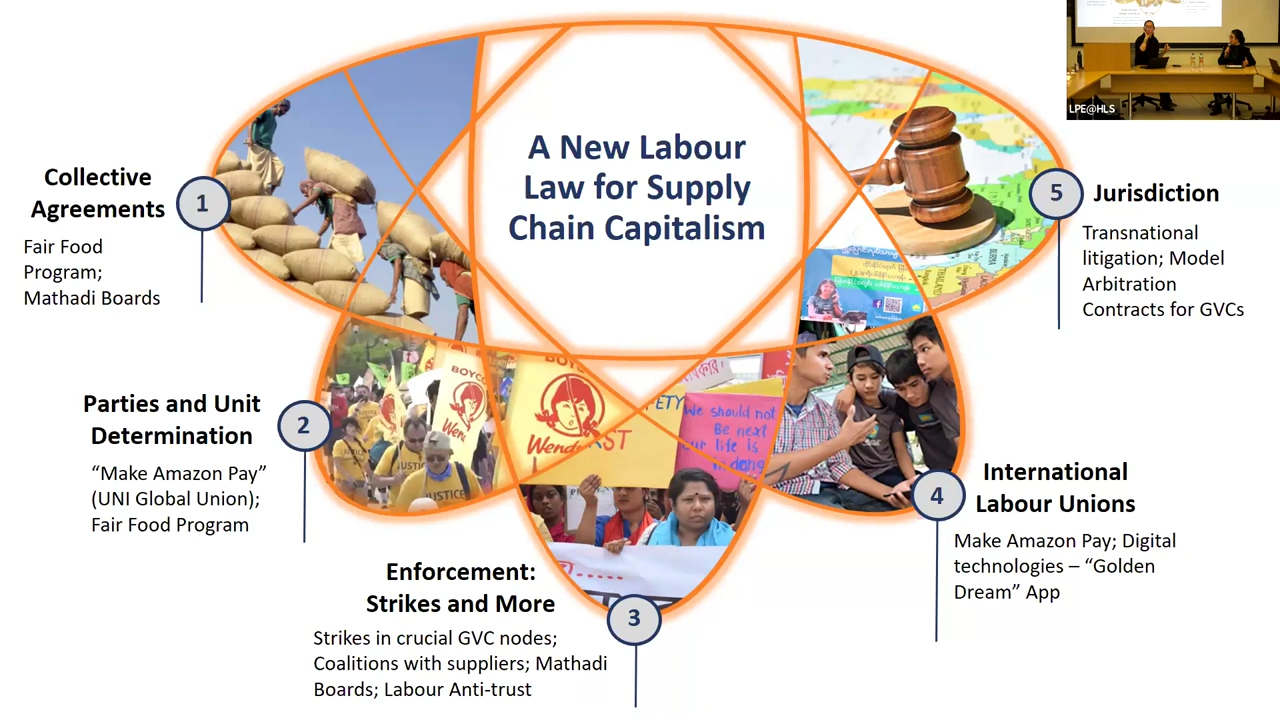 A New Labour
Law for Supply
Chain Capitalism
LPE@HLS
1
Collective
Agreements
Fair Food
Program;
Mathadi Boards
2
Parties and Unit
Determination
“Make Amazon Pay”
(UNI Global Union);
Fair Food Program
3
Enforcement:
Strikes and More
Strikes in crucial GVC nodes;
Coalitions with suppliers; Mathadi
Boards; Labour Anti-trust
4
International
Labour Unions
Make Amazon Pay; Digital
technologies – “Golden
Dream” App
5
Jurisdiction
Transnational
litigation; Model
Arbitration
Contracts for GVCs
We should not
Be next
our life is
JUSTICE
THAILAND